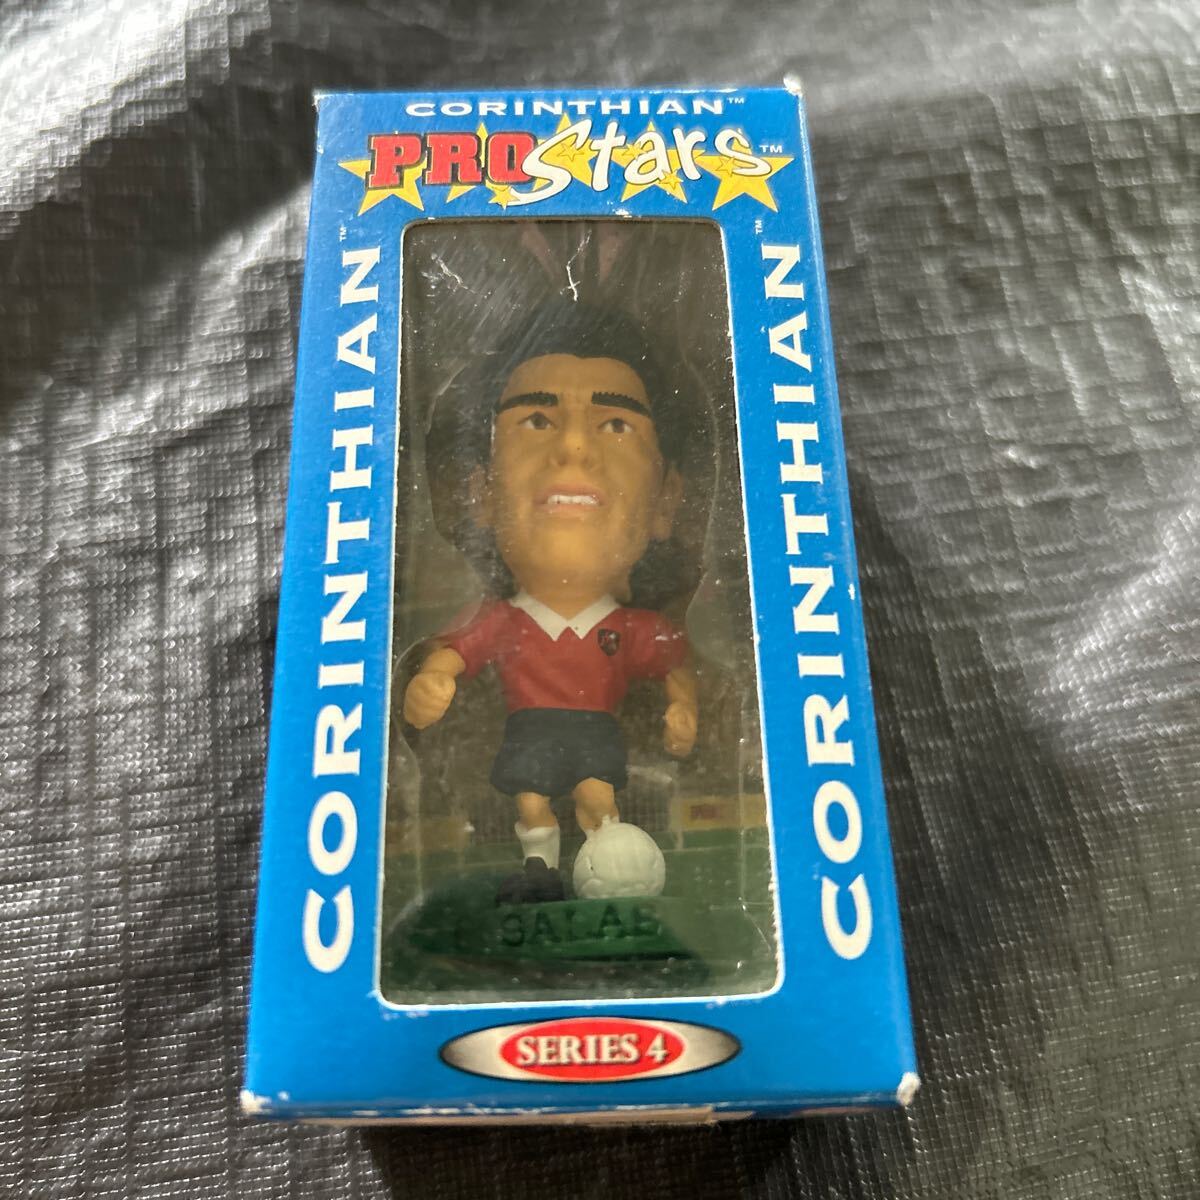 CORINTHIAN™
PRO Stars™
CORINTHIAN™
CORINTHIAN™
SALAS
SERIES 4